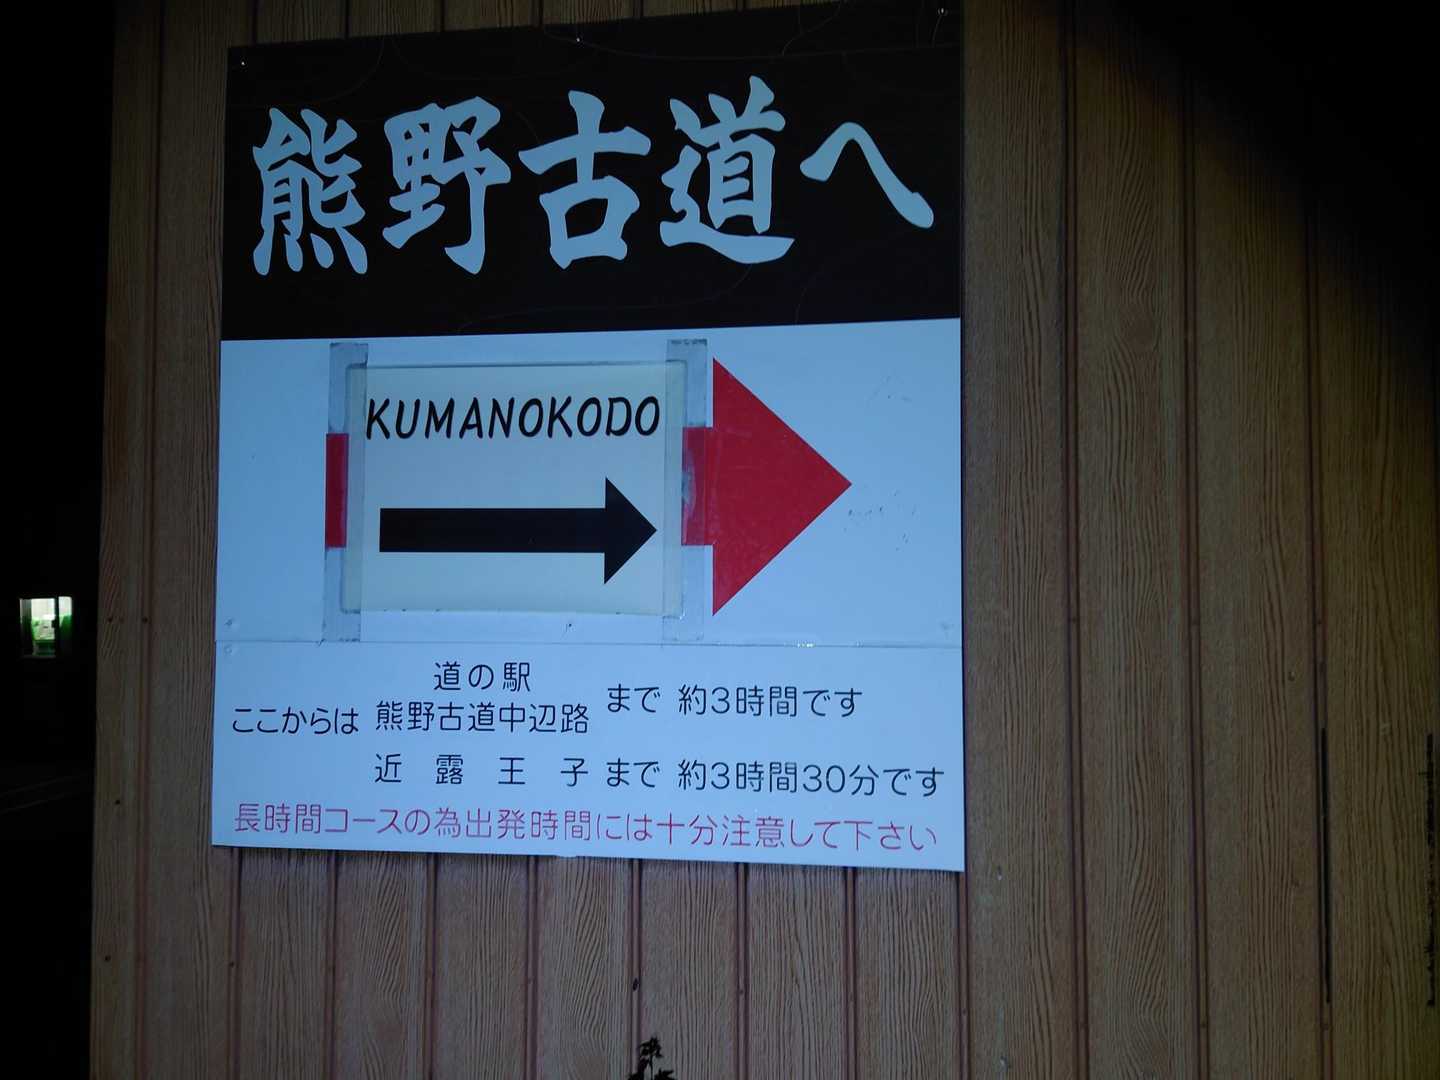 熊野古道へ
KUMANOKODO
道の駅
ここからは 熊野古道中辺路 まで 約3時間です
近露王子 まで 約3時間30分です
長時間コースの為出発時間には十分注意して下さい